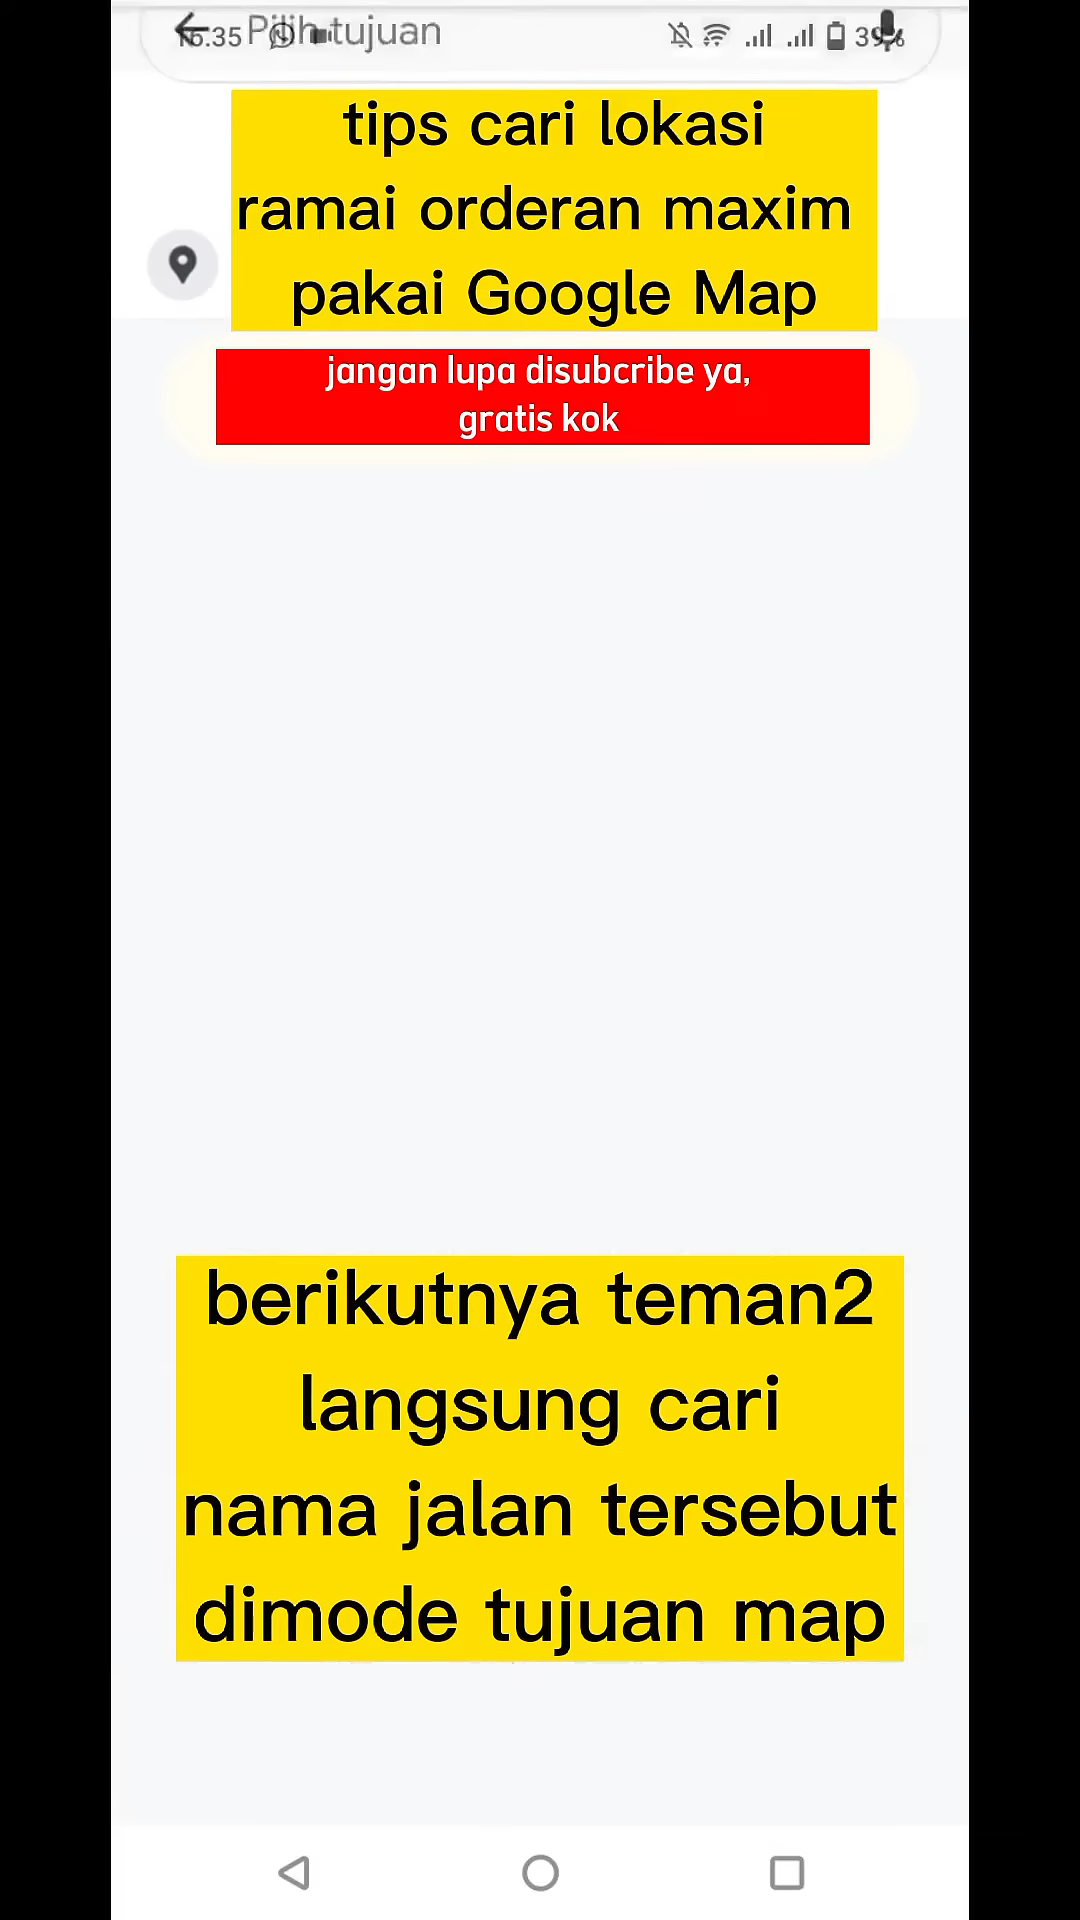 16.35 Pilih tujuan 39%
tips cari lokasi
ramai orderan maxim
pakai Google Map
jangan lupa disubcribe ya,
gratis kok
berikutnya teman2
langsung cari
nama jalan tersebut
dimode tujuan map